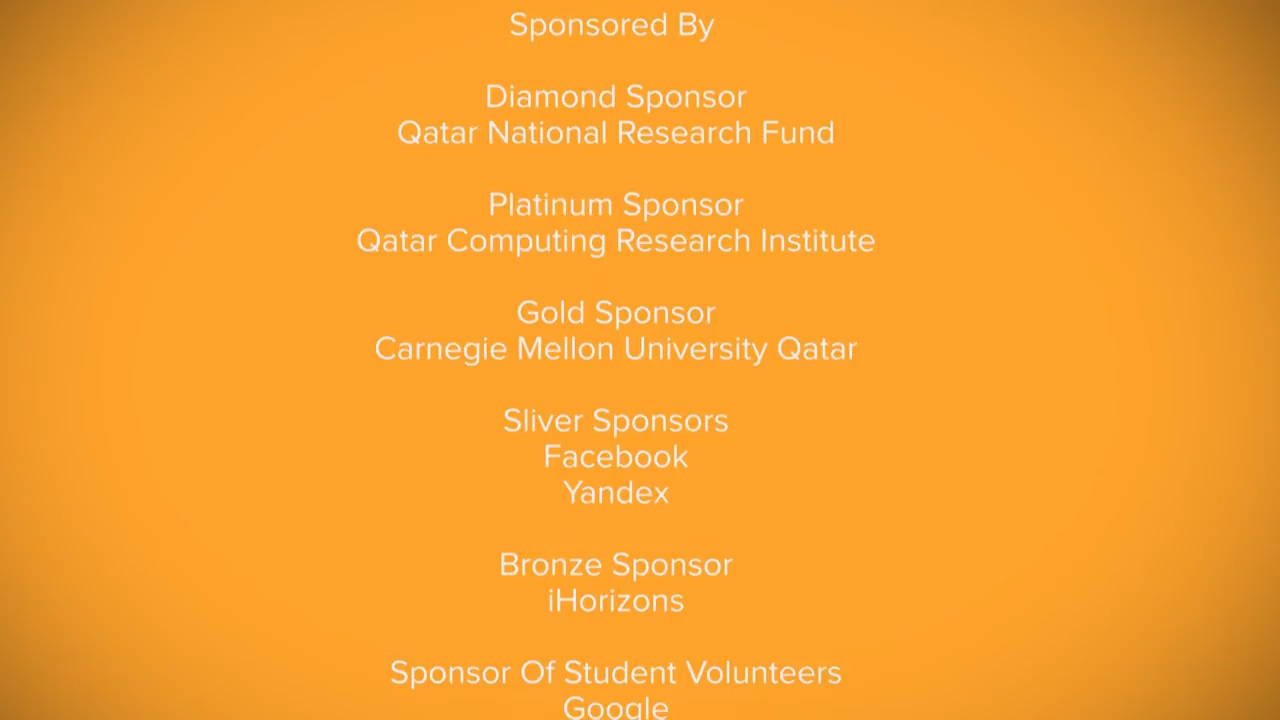 Sponsored By
Diamond Sponsor
Qatar National Research Fund
Platinum Sponsor
Qatar Computing Research Institute
Gold Sponsor
Carnegie Mellon University Qatar
Sliver Sponsors
Facebook
Yandex
Bronze Sponsor
iHorizons
Sponsor Of Student Volunteers
Google